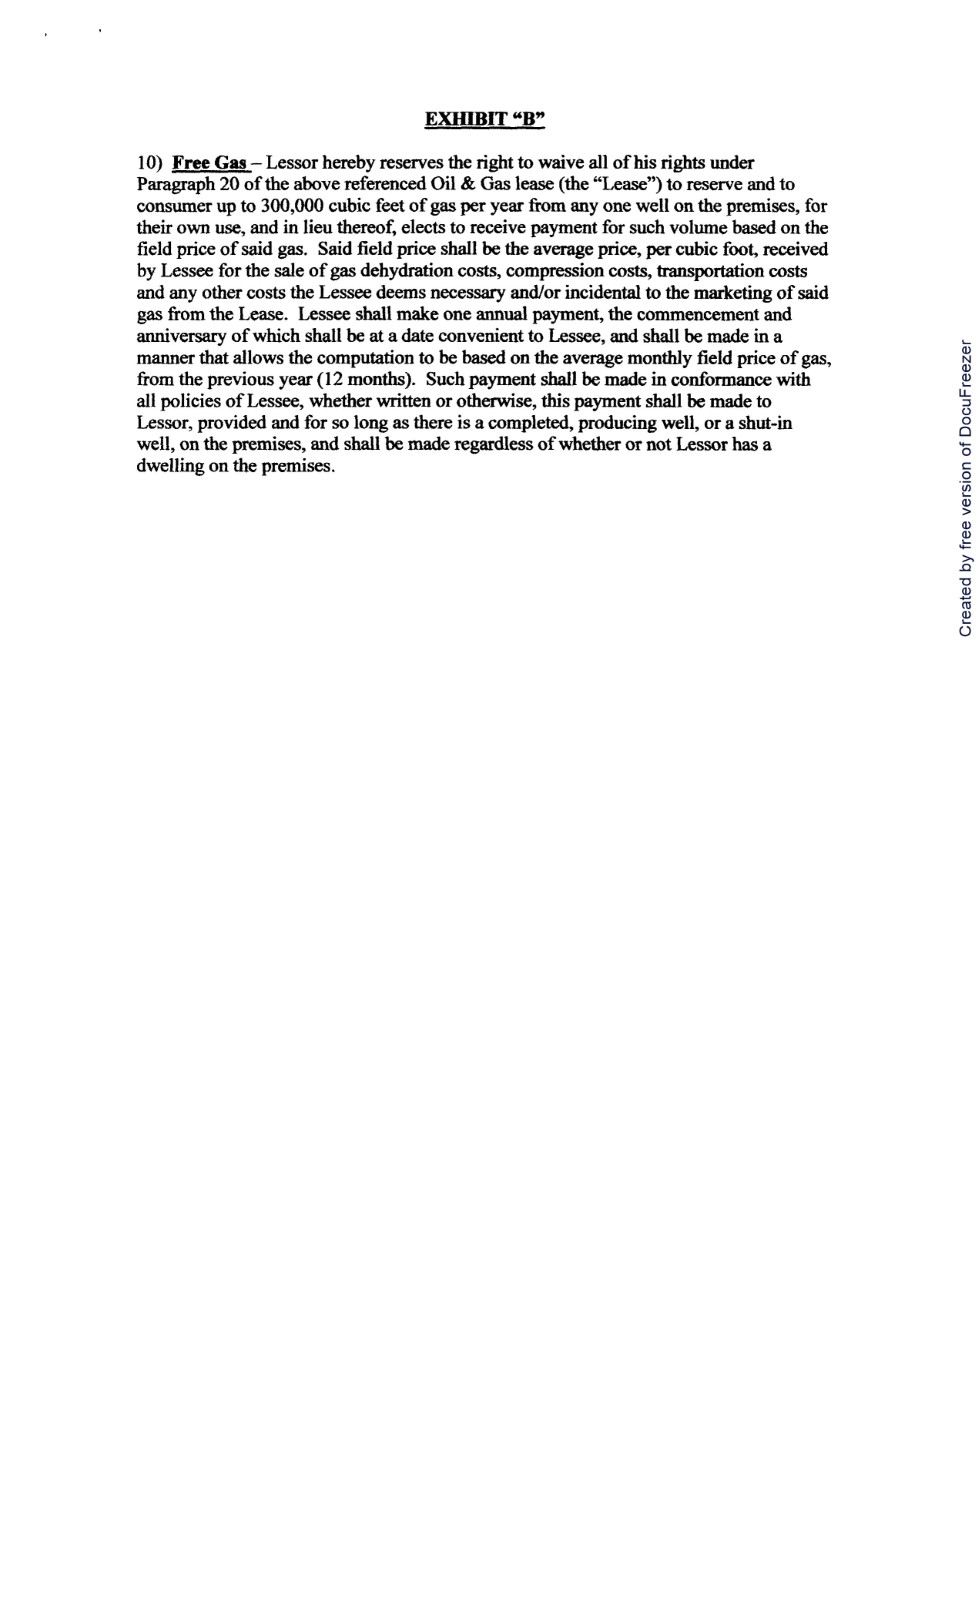 EXHIBIT “B”
10) Free Gas – Lessor hereby reserves the right to waive all of his rights under
Paragraph 20 of the above referenced Oil & Gas lease (the “Lease”) to reserve and to
consumer up to 300,000 cubic feet of gas per year from any one well on the premises, for
their own use, and in lieu thereof, elects to receive payment for such volume based on the
field price of said gas.  Said field price shall be the average price, per cubic foot, received
by Lessee for the sale of gas dehydration costs, compression costs, transportation costs
and any other costs the Lessee deems necessary and/or incidental to the marketing of said
gas from the Lease.  Lessee shall make one annual payment, the commencement and
anniversary of which shall be at a date convenient to Lessee, and shall be made in a
manner that allows the computation to be based on the average monthly field price of gas,
from the previous year (12 months).  Such payment shall be made in conformance with
all policies of Lessee, whether written or otherwise, this payment shall be made to
Lessor, provided and for so long as there is a completed, producing well, or a shut-in
well, on the premises, and shall be made regardless of whether or not Lessor has a
dwelling on the premises.
Created by free version of DocuFreezer